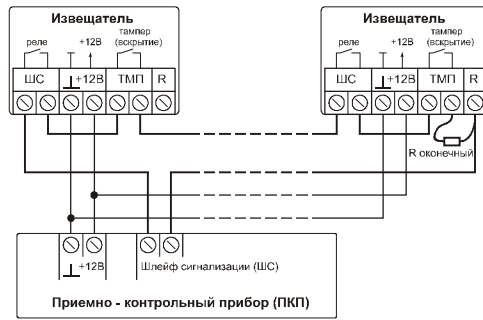 Извещатель
реле +12В тампер (вскрытие)
ШС +12В ТМП R
Извещатель
реле +12В тампер (вскрытие)
ШС +12В ТМП R
R оконечный
+12В Шлейф сигнализации (ШС)
Приемно - контрольный прибор (ПКП)